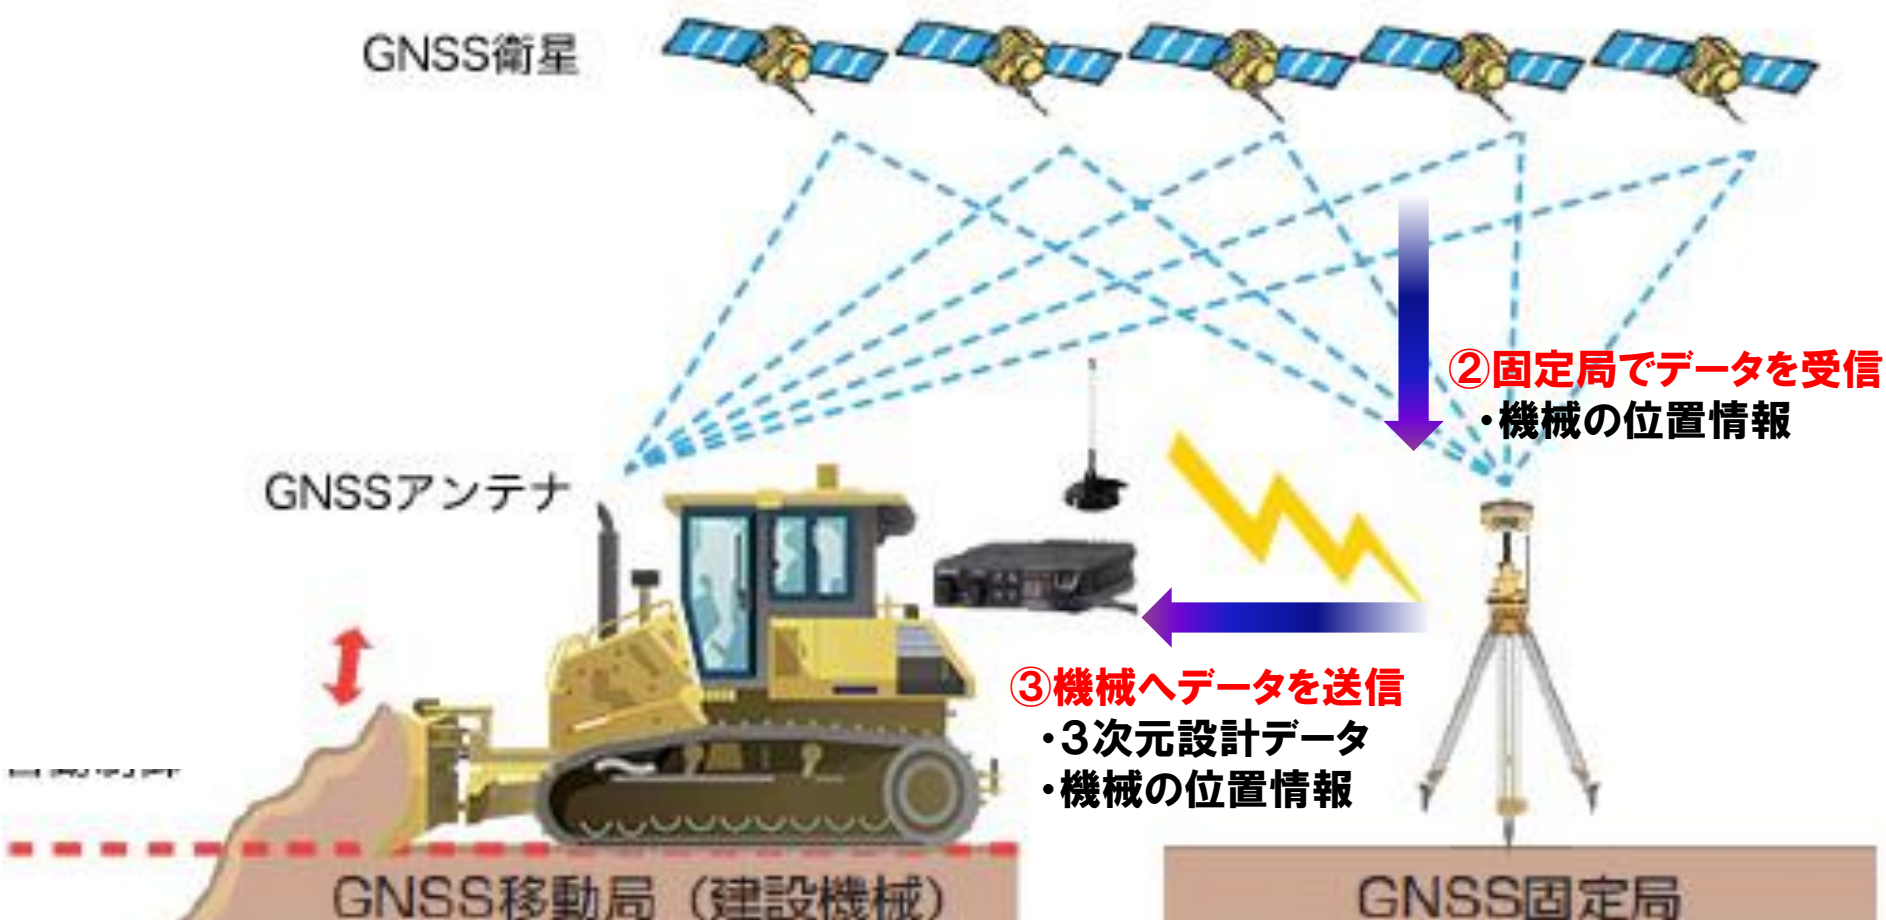 GNSS衛星
②固定局でデータを受信
・機械の位置情報
GNSSアンテナ
③機械へデータを送信
・３次元設計データ
・機械の位置情報
GNSS移動局（建設機械）
GNSS固定局